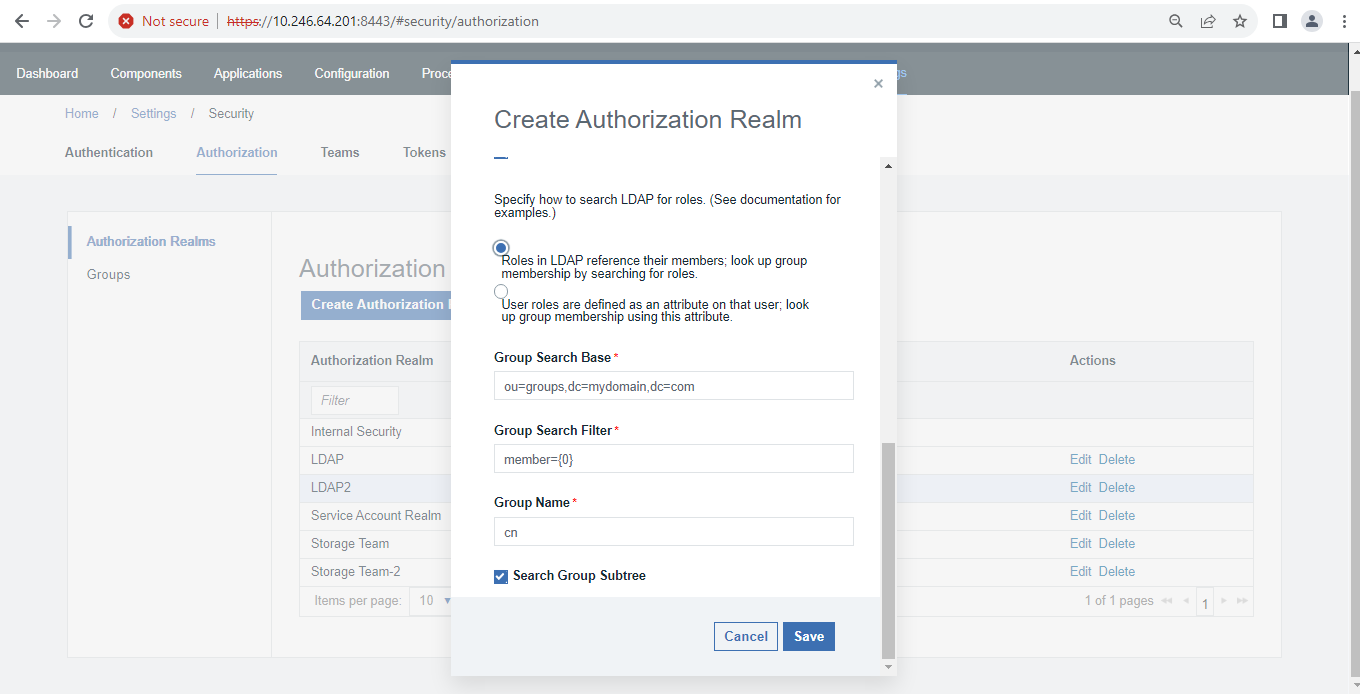 Not secure
https://10.246.64.201:8443/#security/authorization
Dashboard Components Applications Configuration
Home / Settings / Security
Authentication Authorization Teams Tokens
×
Create Authorization Realm
Authorization Realms
Groups
Authorization
Create Authorization
Authorization Realm Actions
Filter
Internal Security
LDAP Edit Delete
LDAP2 Edit Delete
Service Account Realm Edit Delete
Storage Team Edit Delete
Storage Team-2 Edit Delete
Items per page: 10 1 of 1 pages 1
Specify how to search LDAP for roles. (See documentation for
examples.)
Roles in LDAP reference their members; look up group
membership by searching for roles.
User roles are defined as an attribute on that user; look
up group membership using this attribute.
Group Search Base*
ou=groups,dc=mydomain,dc=com
Group Search Filter*
member={0}
Group Name*
cn
Search Group Subtree
Cancel Save